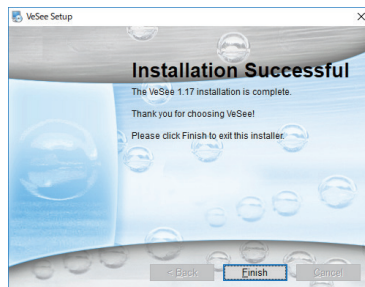 VeSee Setup
Installation Successful
The VeSee 1.17 installation is complete.
Thank you for choosing VeSee!
Please click Finish to exit this installer.
< Back
Finish
Cancel